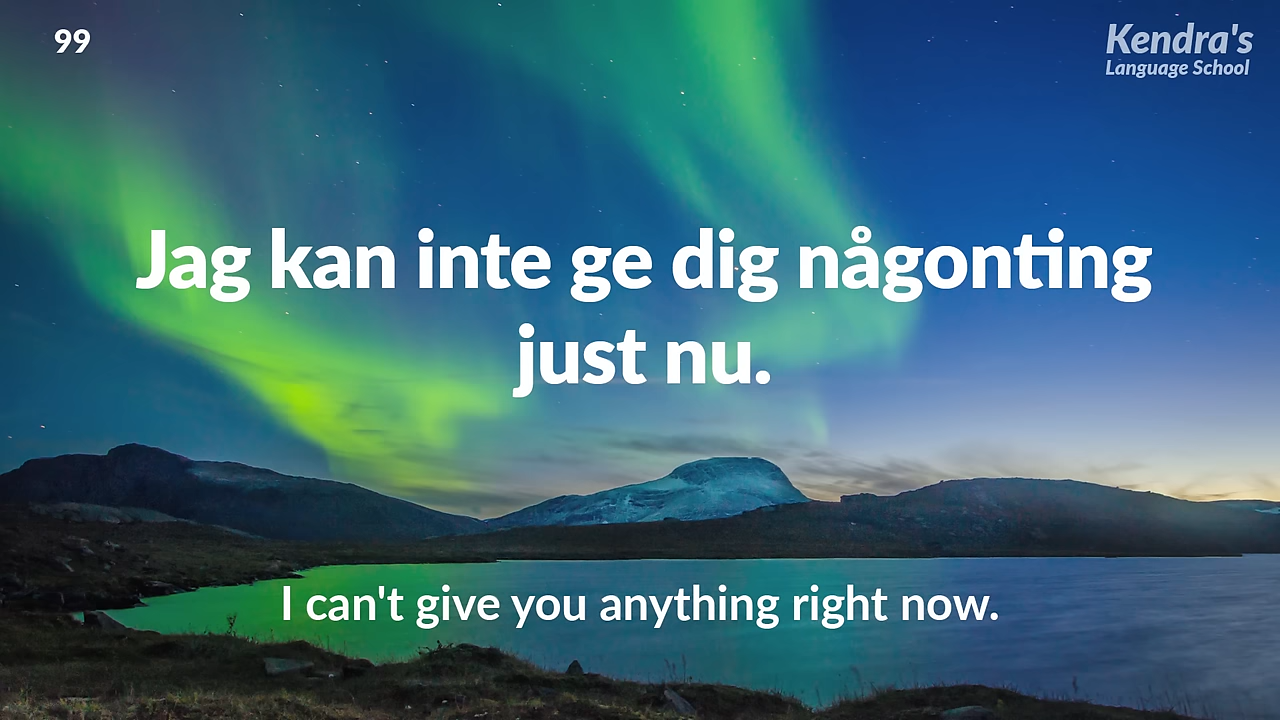 99
Kendra's
Language School
Jag kan inte ge dig någonting
just nu.
I can't give you anything right now.